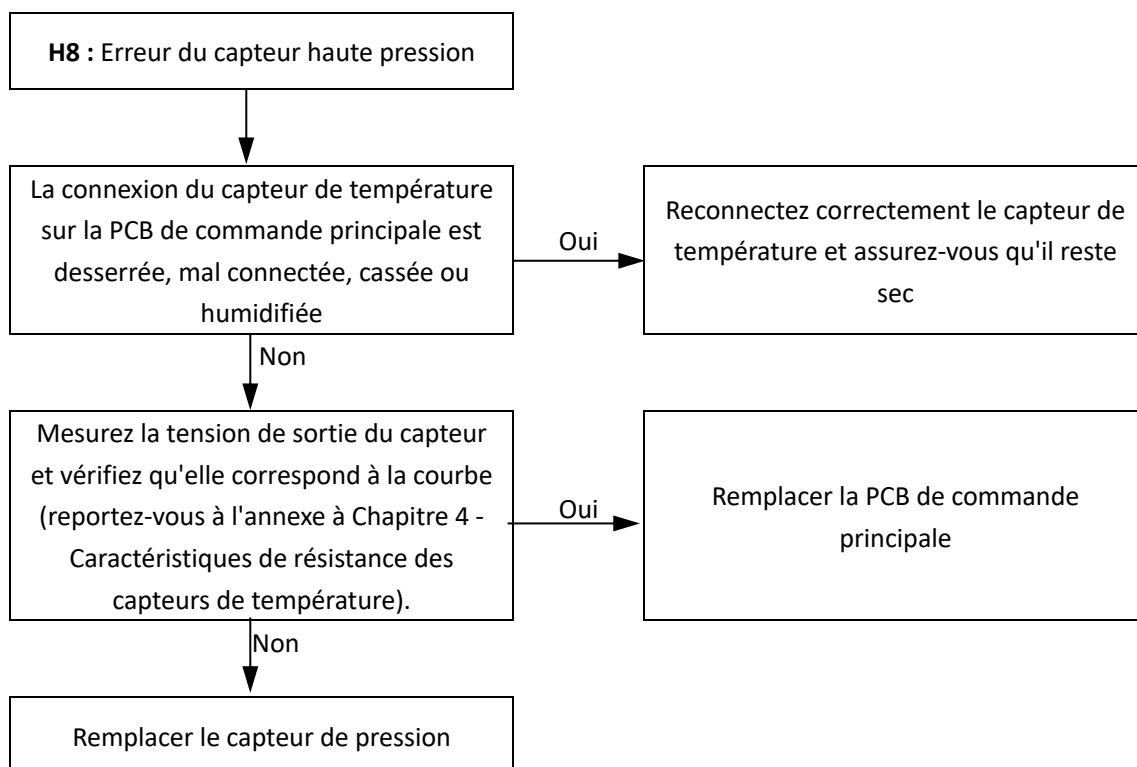 H8 : Erreur du capteur haute pression
La connexion du capteur de température
sur la PCB de commande principale est
desserrée, mal connectée, cassée ou
humidifiée
Oui
Reconnectez correctement le capteur de
température et assurez-vous qu'il reste
sec
Non
Mesurez la tension de sortie du capteur
et vérifiez qu'elle correspond à la courbe
(reportez-vous à l'annexe à Chapitre 4 -
Caractéristiques de résistance des
capteurs de température).
Oui
Remplacer la PCB de commande
principale
Non
Remplacer le capteur de pression